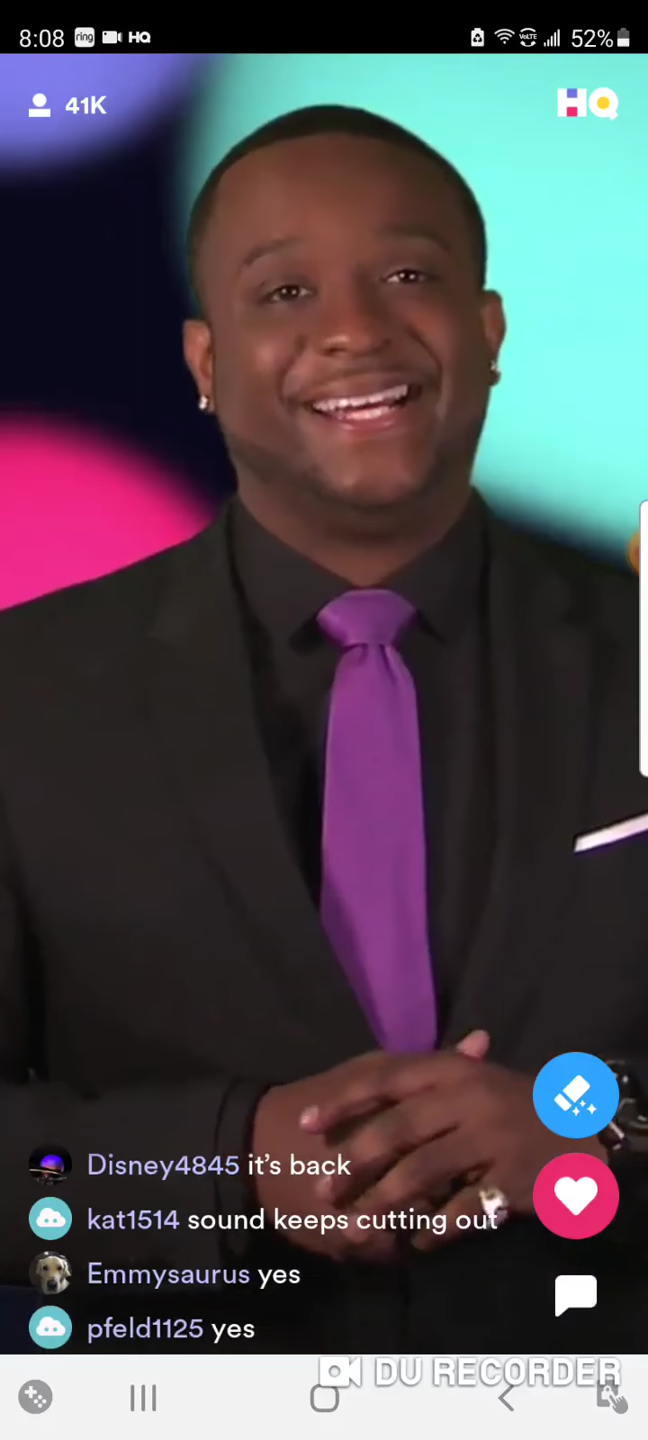 8:08 ring HQ VoLTE 52%
41K
HQ
Disney4845 it's back
kat1514 sound keeps cutting out
Emmysaurus yes
pfeld1125 yes
DU RECORDER